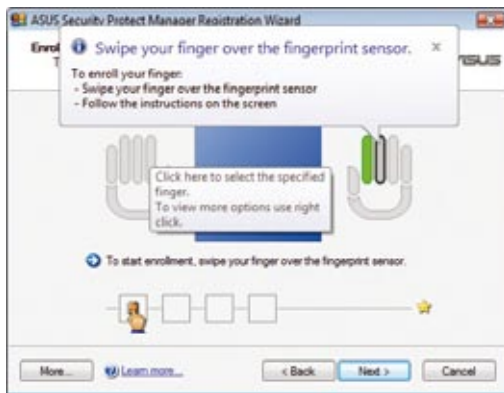 ASUS Security Protect Manager Registration Wizard
Swipe your finger over the fingerprint sensor.
To enroll your finger:
- Swipe your finger over the fingerprint sensor
- Follow the instructions on the screen
Click here to select the specified
finger.
To view more options use right
click.
To start enrollment, swipe your finger over the fingerprint sensor.
More...
Learn more...
< Back
Next >
Cancel